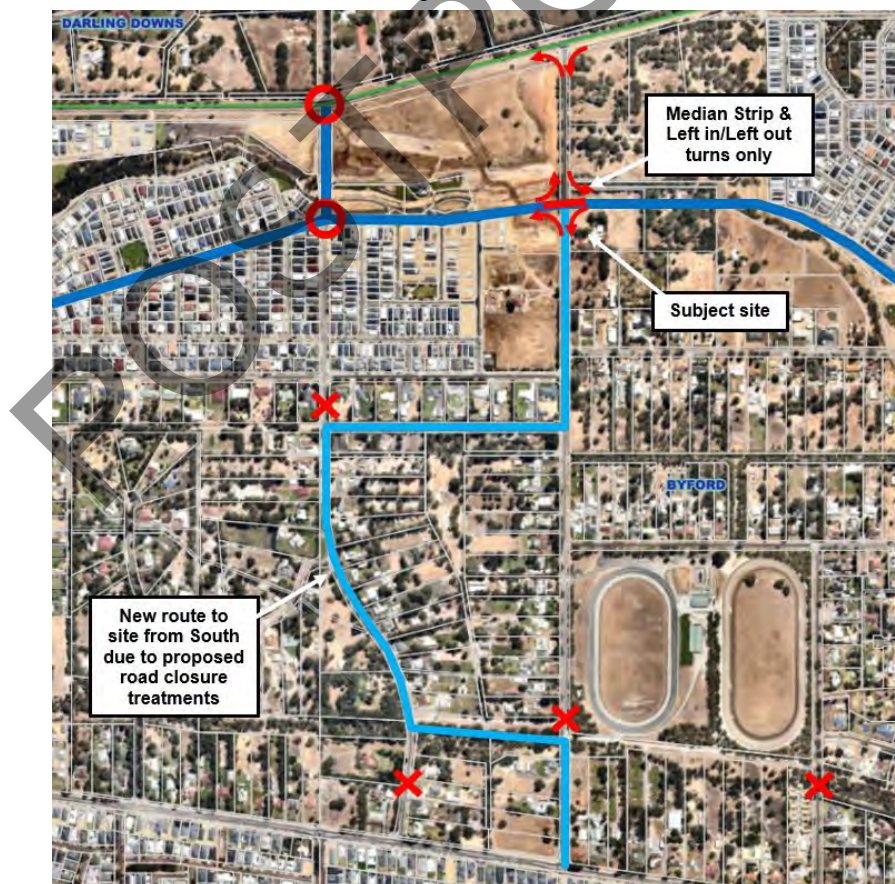 DARLING DOWNS
Median Strip &
Left in/Left out
turns only
Subject site
BYFORD
New route to
site from South
due to proposed
road closure
treatments